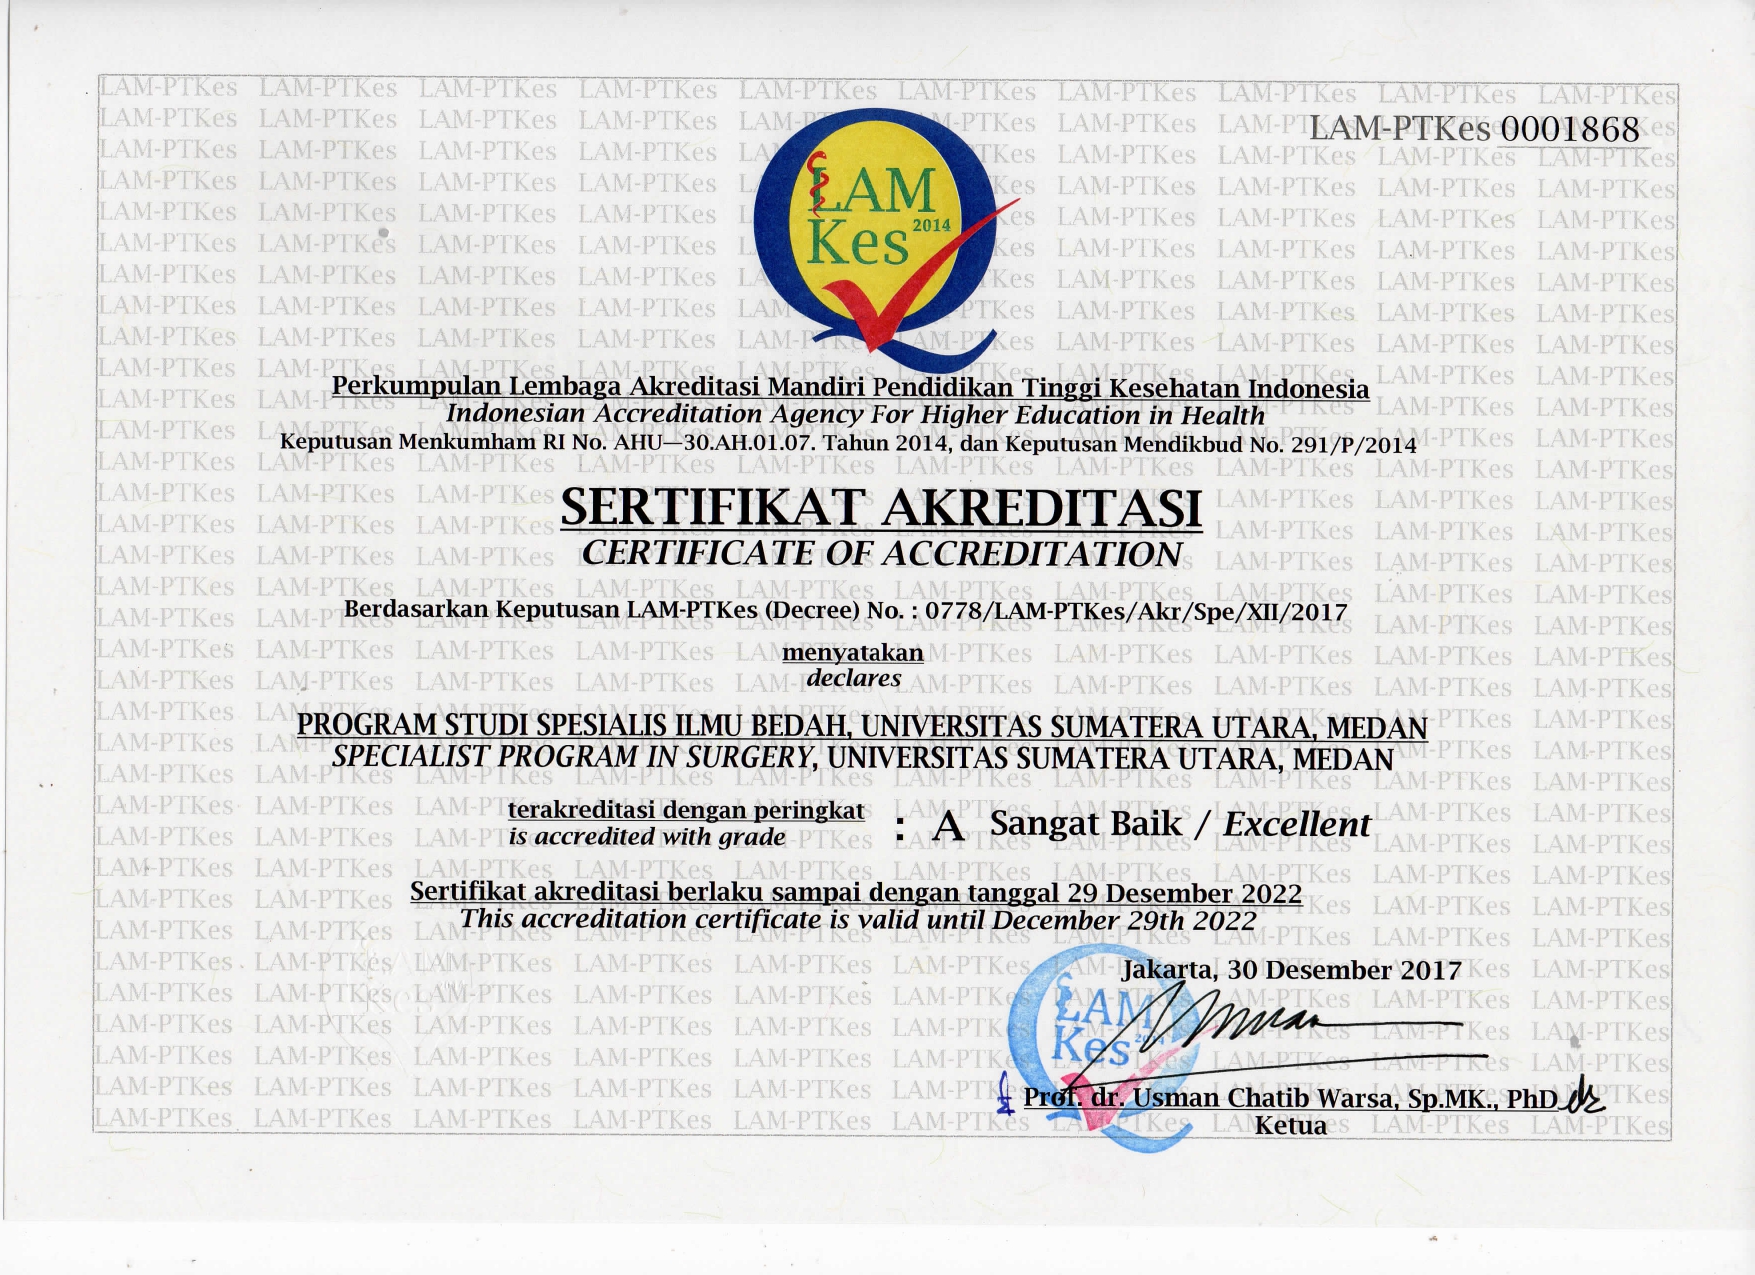 LAM-PTKes 0001868
LAM
Kes 2014
Perkumpulan Lembaga Akreditasi Mandiri Pendidikan Tinggi Kesehatan Indonesia
Indonesian Accreditation Agency For Higher Education in Health
Keputusan Menkumham RI No. AHU—30.AH.01.07. Tahun 2014, dan Keputusan Mendikbud No. 291/P/2014
SERTIFIKAT AKREDITASI
CERTIFICATE OF ACCREDITATION
Berdasarkan Keputusan LAM-PTKes (Decree) No. : 0778/LAM-PTKes/Akr/Spe/XII/2017
menyatakan
declares
PROGRAM STUDI SPESIALIS ILMU BEDAH, UNIVERSITAS SUMATERA UTARA, MEDAN
SPECIALIST PROGRAM IN SURGERY, UNIVERSITAS SUMATERA UTARA, MEDAN
terakreditasi dengan peringkat
is accredited with grade : A Sangat Baik / Excellent
Sertifikat akreditasi berlaku sampai dengan tanggal 29 Desember 2022
This accreditation certificate is valid until December 29th 2022
Jakarta, 30 Desember 2017
LAM
Kes 2014
Prof. dr. Usman Chatib Warsa, Sp.MK., PhD
Ketua